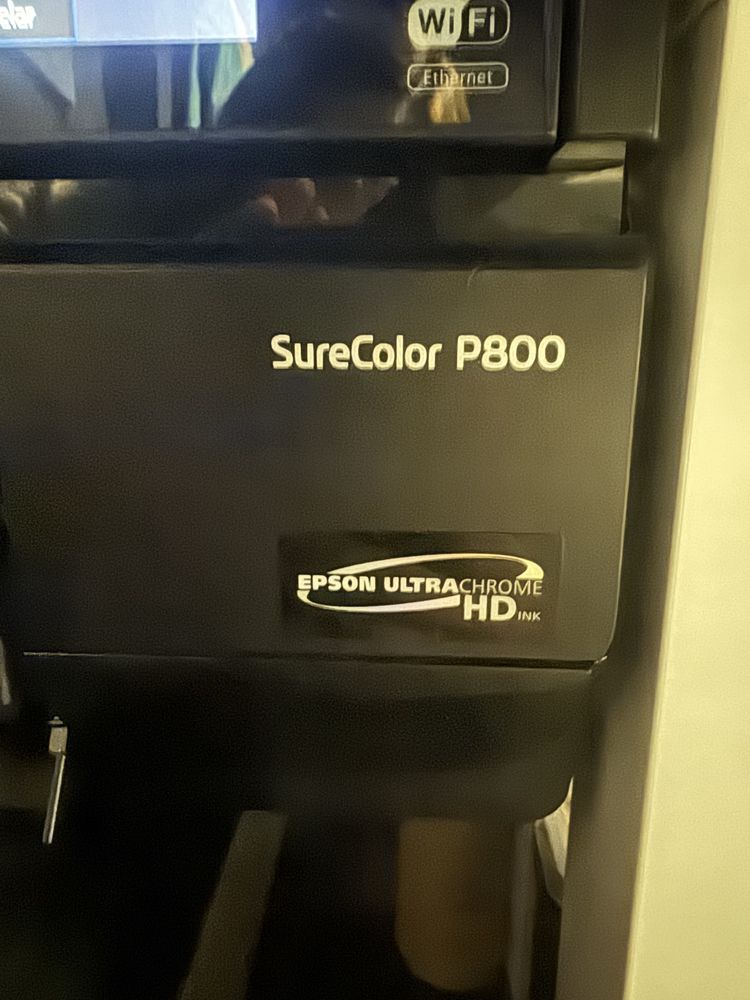 WiFi
Ethernet
SureColor P800
EPSON ULTRACHROME
HD INK